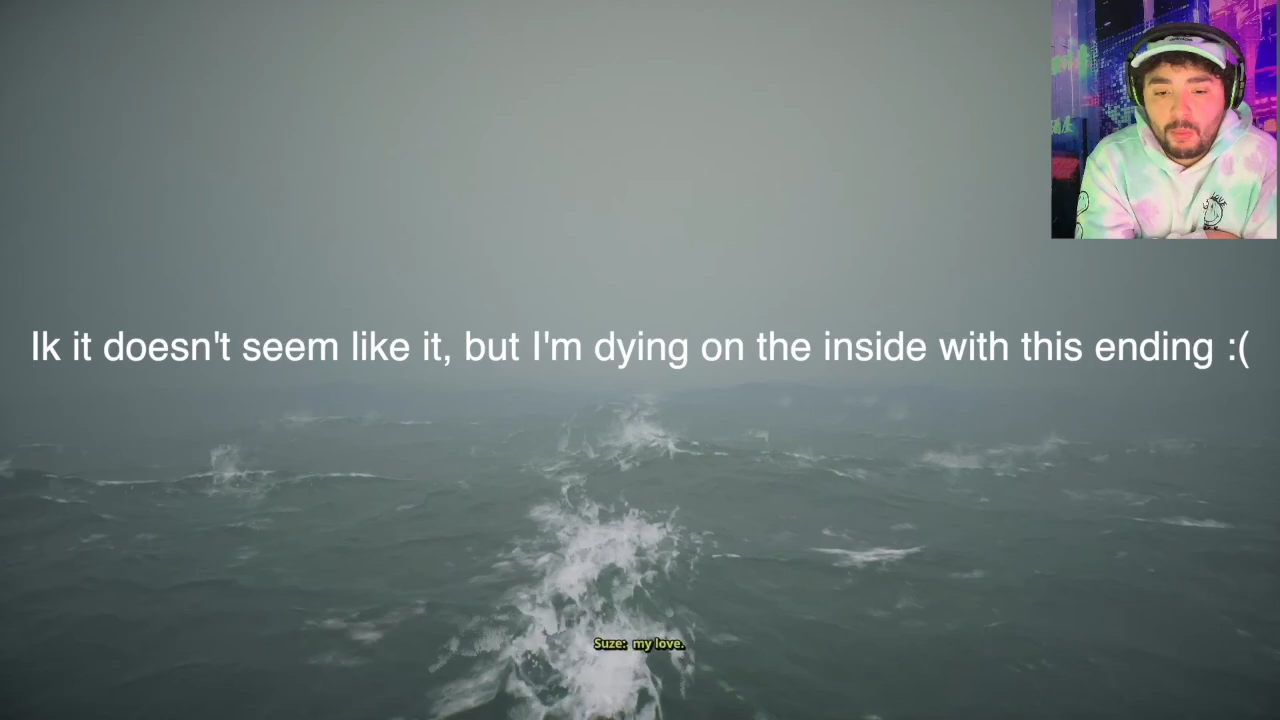 Ik it doesn't seem like it, but I'm dying on the inside with this ending :(
Suze: my love.